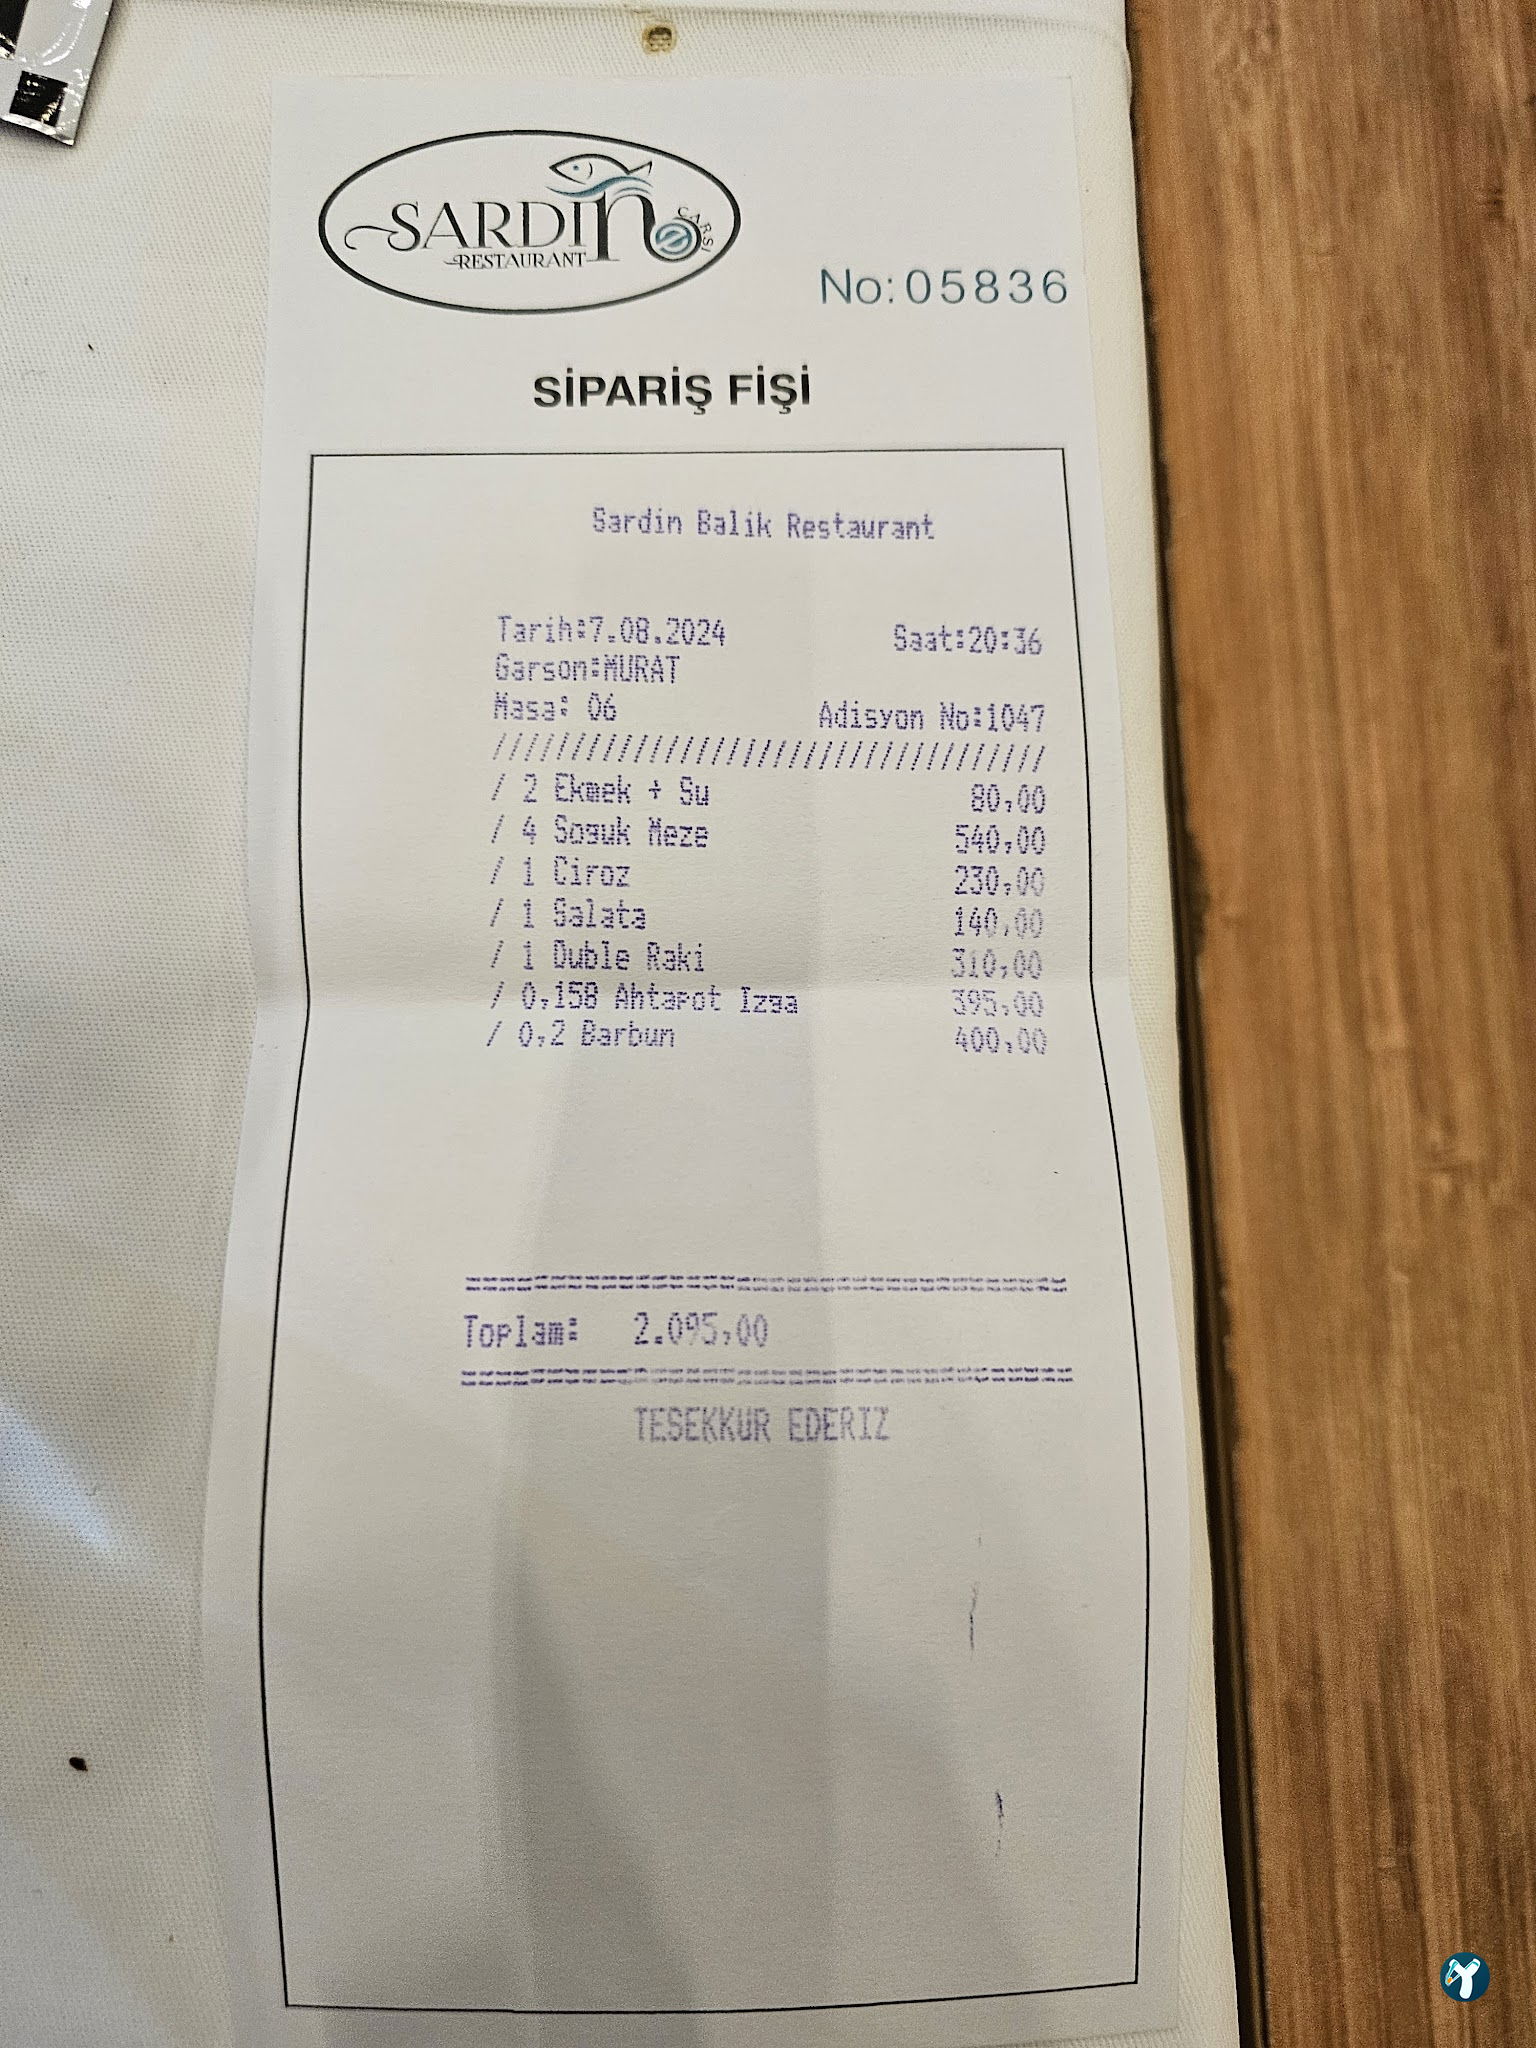 SARDİN
RESTAURANT
ÇARŞI
No:05836
SİPARİŞ FİŞİ
Sardin Balik Restaurant
Tarih:7.08.2024 Saat:20:36
Garson:MURAT
Masa: 06 Adisyon No:1047
///////////////////////////////////
/ 2 Ekmek + Su 80,00
/ 4 Soguk Meze 540,00
/ 1 Ciroz 230,00
/ 1 Salata 140,00
/ 1 Duble Raki 310,00
/ 0,158 Ahtapot Izga 395,00
/ 0,2 Barbun 400,00
Toplam: 2.095,00
TESEKKUR EDERIZ